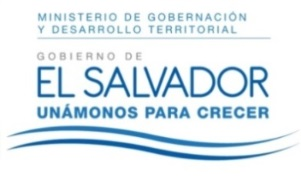 MINISTERIO DE GOBERNACIÓN
Y DESARROLLO TERRITORIAL
GOBIERNO DE
EL SALVADOR
UNÁMONOS PARA CRECER